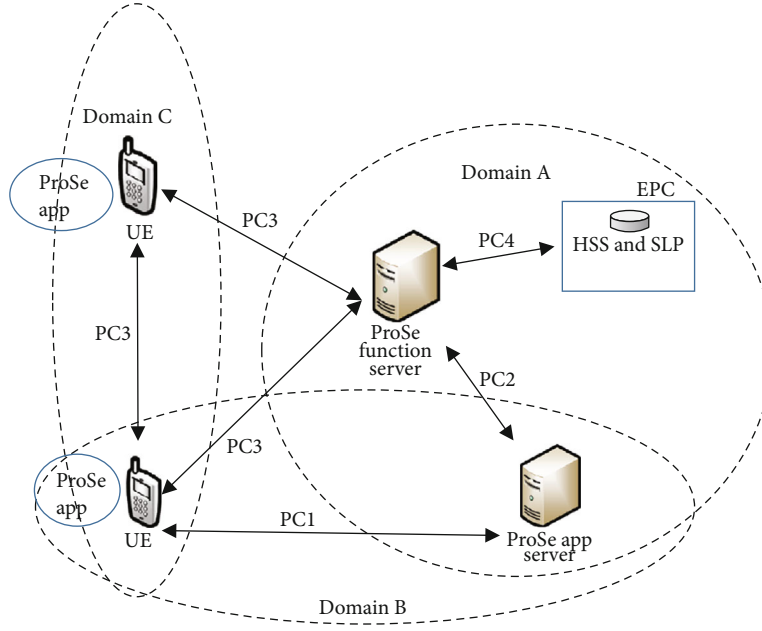 Domain C
ProSe
app
UE
PC3
Domain A
EPC
HSS and SLP
PC4
ProSe
function
server
PC3
PC2
PC3
ProSe
app
UE
PC1
ProSe app
server
Domain B